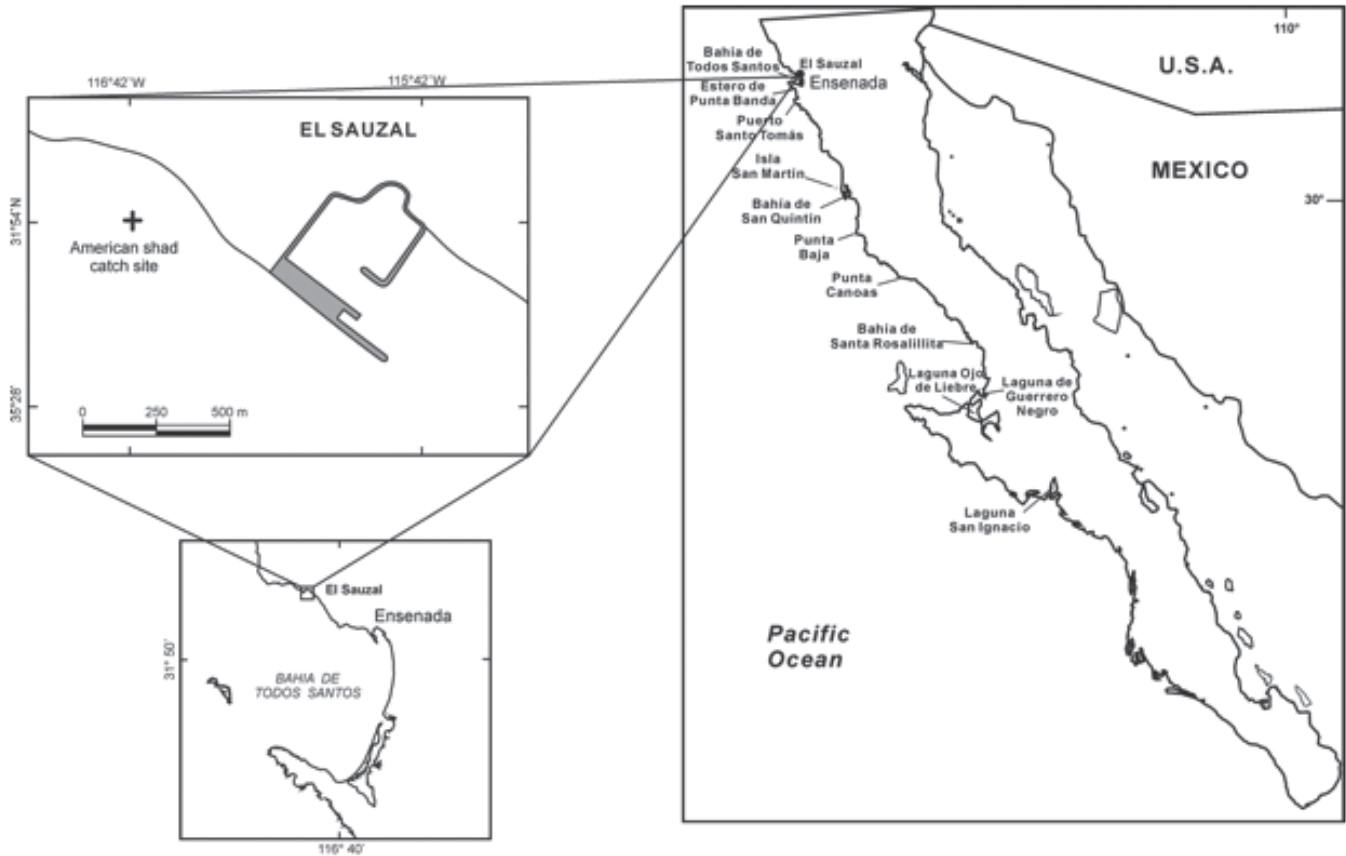 116°42´W
115°42´W
EL SAUZAL
31°54´N
American shad
catch site
35°28´
0 250 500 m
El Sauzal
Ensenada
31° 50´
BAHIA DE
TODOS SANTOS
116° 40´
110°
U.S.A.
MEXICO
30°
Bahía de
Todos Santos
El Sauzal
Ensenada
Estero de
Punta Banda
Puerto
Santo Tomás
Isla
San Martín
Bahía de
San Quintín
Punta
Baja
Punta
Canoas
Bahía de
Santa Rosalillita
Laguna Ojo
de Liebre
Laguna de
Guerrero
Negro
Laguna
San Ignacio
Pacific
Ocean